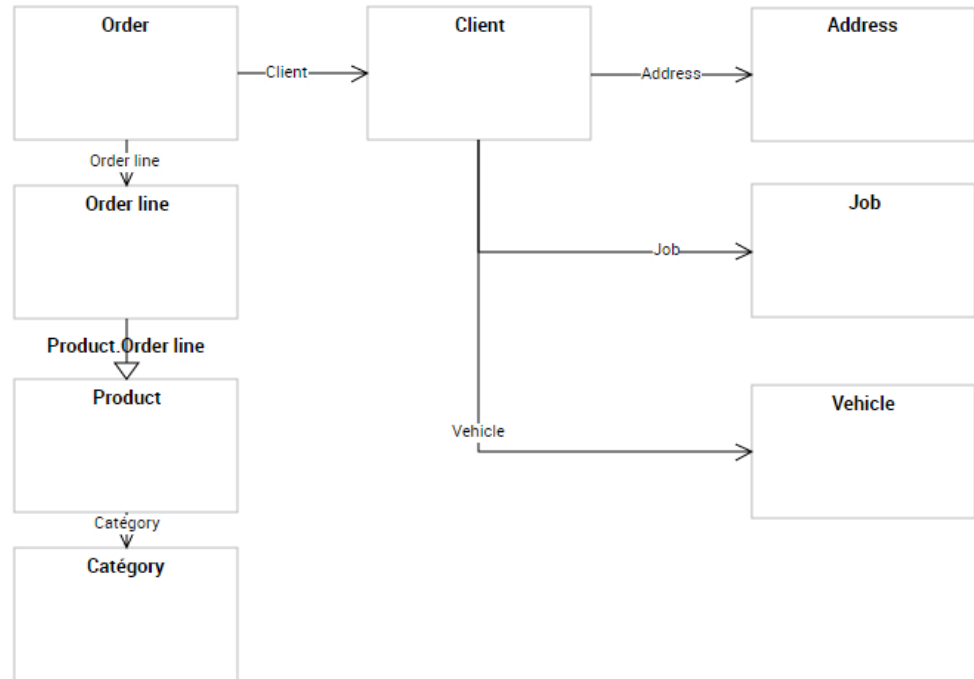 Order
Client
Address
Client
Address
Order line
Order line
Job
Job
Product.Order line
Product
Vehicle
Vehicle
Catégory
Catégory